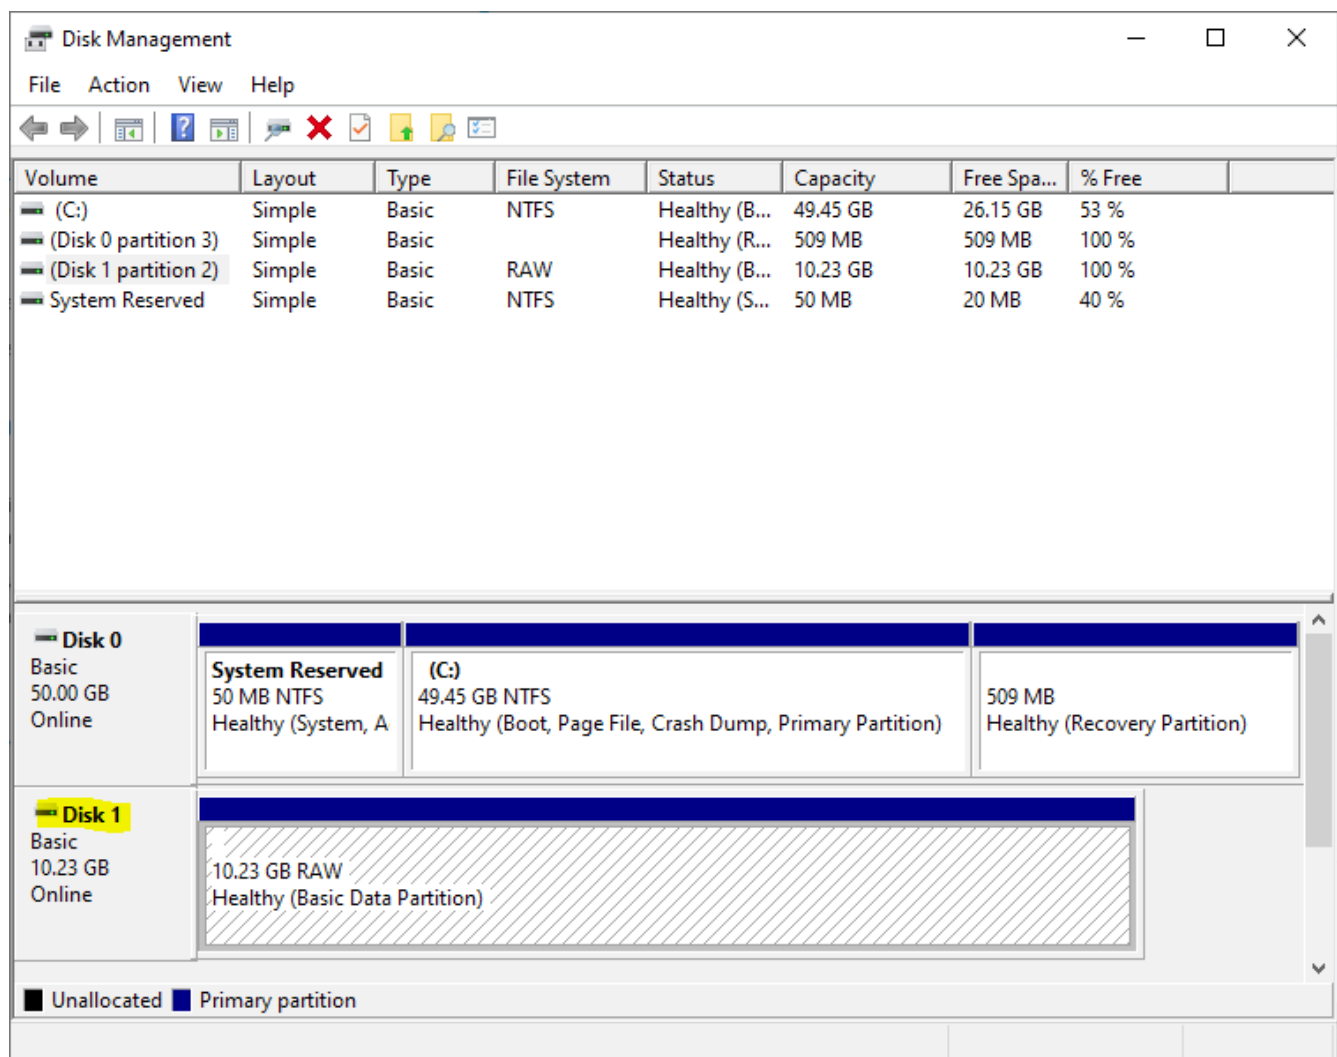 Disk Management
File Action View Help
Volume Layout Type File System Status Capacity Free Spa... % Free
(C:) Simple Basic NTFS Healthy (B... 49.45 GB 26.15 GB 53 %
(Disk 0 partition 3) Simple Basic Healthy (R... 509 MB 509 MB 100 %
(Disk 1 partition 2) Simple Basic RAW Healthy (B... 10.23 GB 10.23 GB 100 %
System Reserved Simple Basic NTFS Healthy (S... 50 MB 20 MB 40 %
Disk 0
Basic
50.00 GB
Online
System Reserved
50 MB NTFS
Healthy (System, A
(C:)
49.45 GB NTFS
Healthy (Boot, Page File, Crash Dump, Primary Partition)
509 MB
Healthy (Recovery Partition)
Disk 1
Basic
10.23 GB
Online
10.23 GB RAW
Healthy (Basic Data Partition)
Unallocated Primary partition